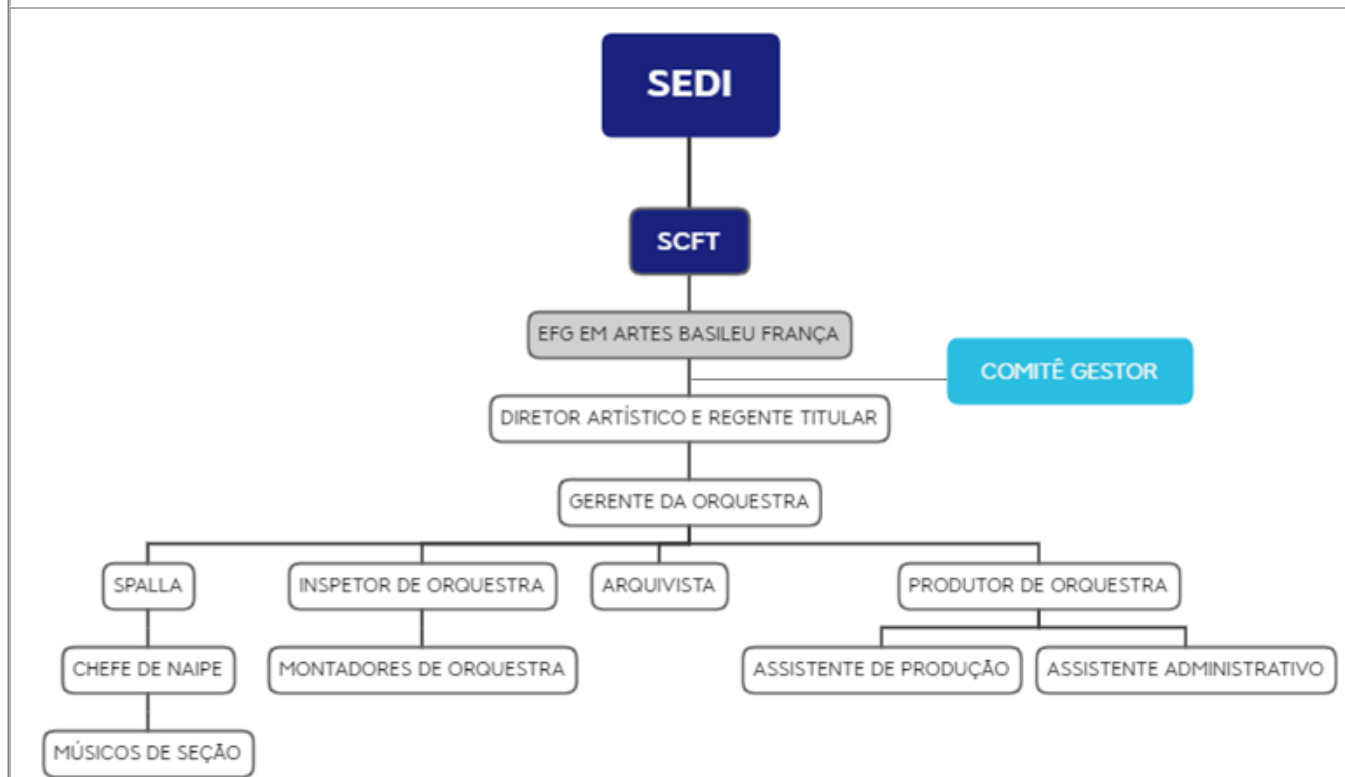 SEDI
SCFT
EFG EM ARTES BASILEU FRANÇA
COMITÊ GESTOR
DIRETOR ARTÍSTICO E REGENTE TITULAR
GERENTE DA ORQUESTRA
SPALLA
INSPETOR DE ORQUESTRA
ARQUIVISTA
PRODUTOR DE ORQUESTRA
CHEFE DE NAIPE
MONTADORES DE ORQUESTRA
ASSISTENTE DE PRODUÇÃO
ASSISTENTE ADMINISTRATIVO
MÚSICOS DE SEÇÃO